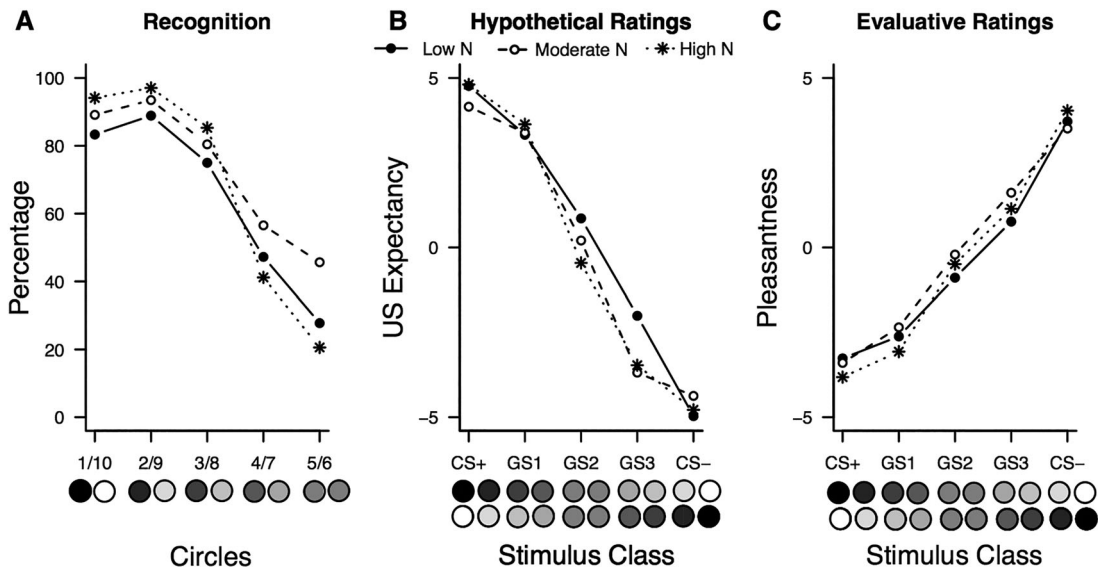 A Recognition
B Hypothetical Ratings
C Evaluative Ratings
Low N Moderate N High N
Percentage
100
80
60
40
20
0
1/10 2/9 3/8 4/7 5/6
Circles
US Expectancy
5
0
−5
CS+ GS1 GS2 GS3 CS−
Stimulus Class
Pleasantness
5
0
−5
CS+ GS1 GS2 GS3 CS−
Stimulus Class